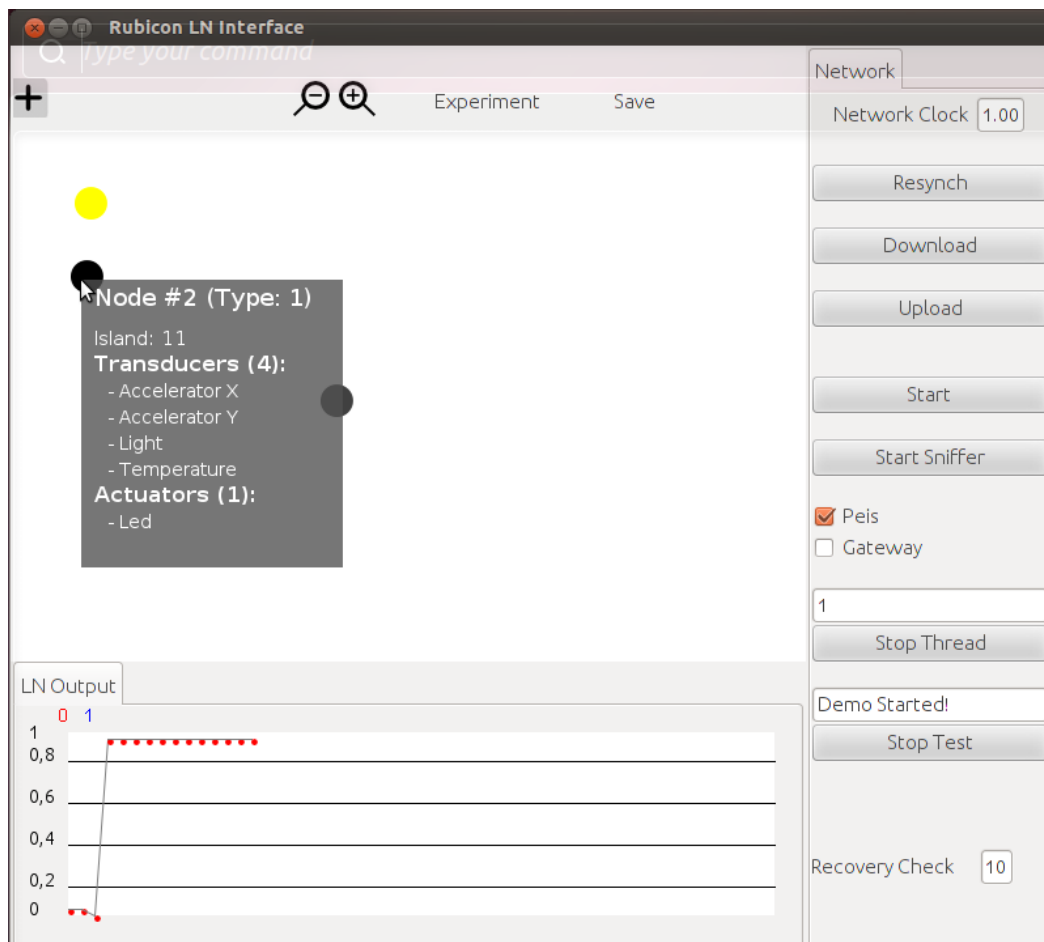 Rubicon LN Interface
Type your command
Network
Experiment Save
Network Clock 1.00
Resynch
Download
Upload
Start
Start Sniffer
Peis
Gateway
1
Stop Thread
Demo Started!
Stop Test
Recovery Check 10
Node #2 (Type: 1)
Island: 11
Transducers (4):
- Accelerator X
- Accelerator Y
- Light
- Temperature
Actuators (1):
- Led
LN Output
0 1
1
0,8
0,6
0,4
0,2
0